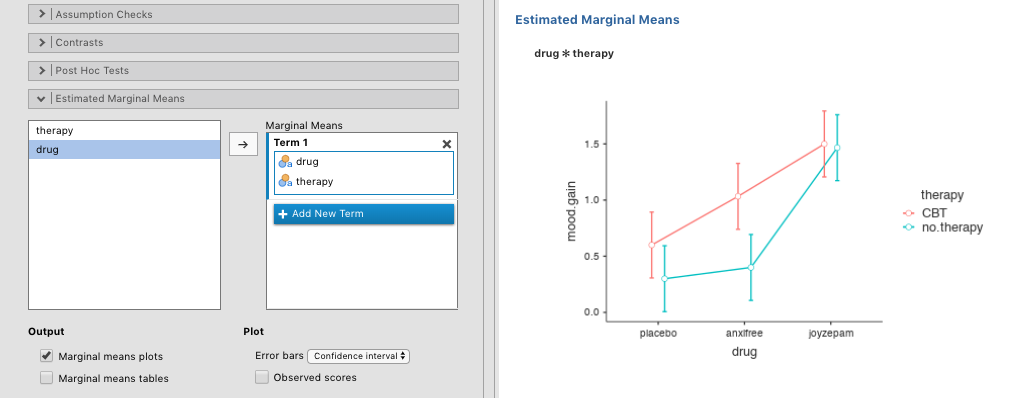 Assumption Checks
Contrasts
Post Hoc Tests
Estimated Marginal Means
therapy
drug
→
Marginal Means
Term 1
drug
therapy
+ Add New Term
Output
Marginal means plots
Marginal means tables
Plot
Error bars Confidence interval
Observed scores
Estimated Marginal Means
drug ✻ therapy
mood.gain
1.5
1.0
0.5
0.0
placebo anxifree joyzepam
drug
therapy
CBT
no.therapy